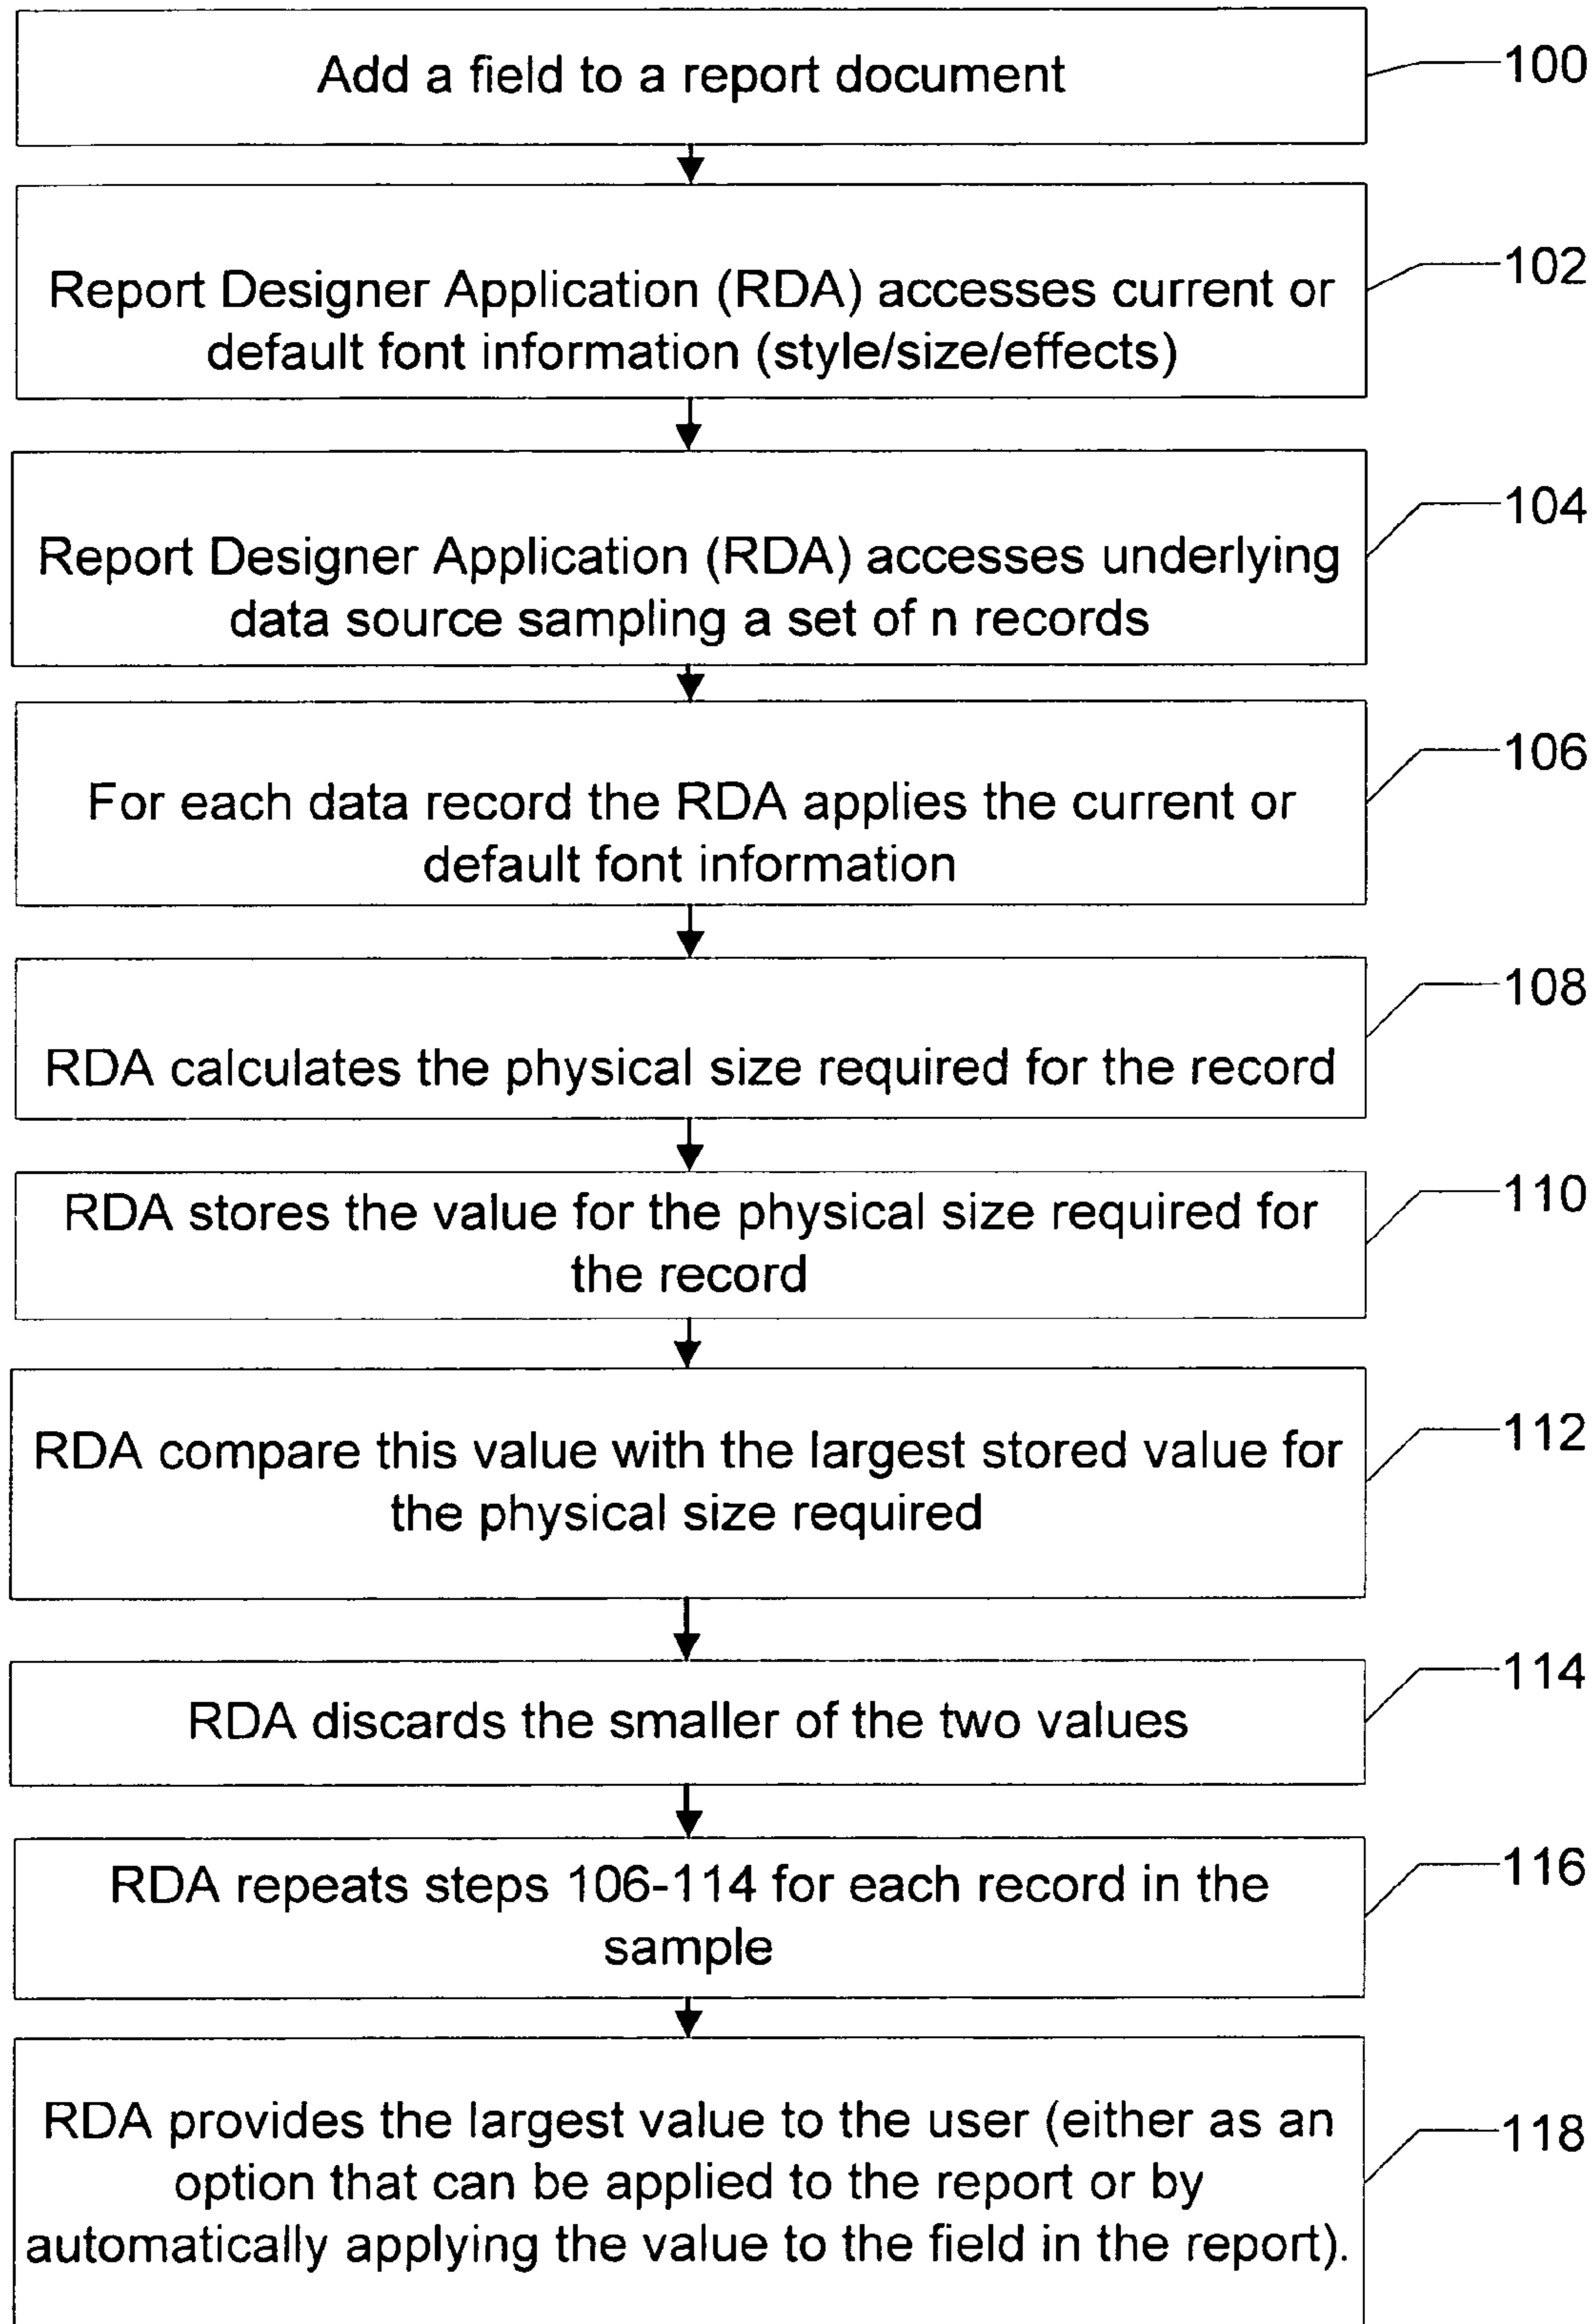 Add a field to a report document
100
Report Designer Application (RDA) accesses current or
default font information (style/size/effects)
102
Report Designer Application (RDA) accesses underlying
data source sampling a set of n records
104
For each data record the RDA applies the current or
default font information
106
RDA calculates the physical size required for the record
108
RDA stores the value for the physical size required for
the record
110
RDA compare this value with the largest stored value for
the physical size required
112
RDA discards the smaller of the two values
114
RDA repeats steps 106-114 for each record in the
sample
116
RDA provides the largest value to the user (either as an
option that can be applied to the report or by
automatically applying the value to the field in the report).
118